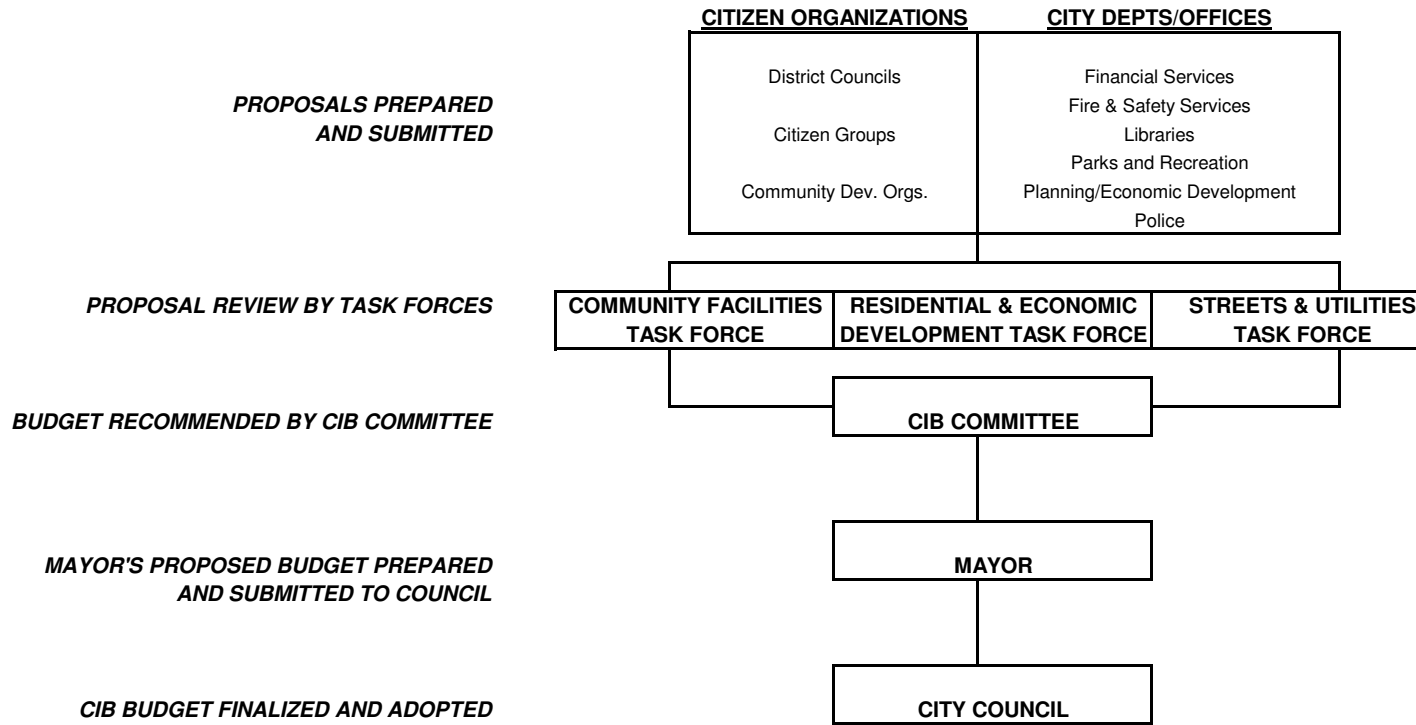 CITIZEN ORGANIZATIONS CITY DEPTS/OFFICES
PROPOSALS PREPARED
AND SUBMITTED
District Councils
Citizen Groups
Community Dev. Orgs.
Financial Services
Fire & Safety Services
Libraries
Parks and Recreation
Planning/Economic Development
Police
PROPOSAL REVIEW BY TASK FORCES
COMMUNITY FACILITIES
TASK FORCE
RESIDENTIAL & ECONOMIC
DEVELOPMENT TASK FORCE
STREETS & UTILITIES
TASK FORCE
BUDGET RECOMMENDED BY CIB COMMITTEE
CIB COMMITTEE
MAYOR'S PROPOSED BUDGET PREPARED
AND SUBMITTED TO COUNCIL
MAYOR
CIB BUDGET FINALIZED AND ADOPTED
CITY COUNCIL